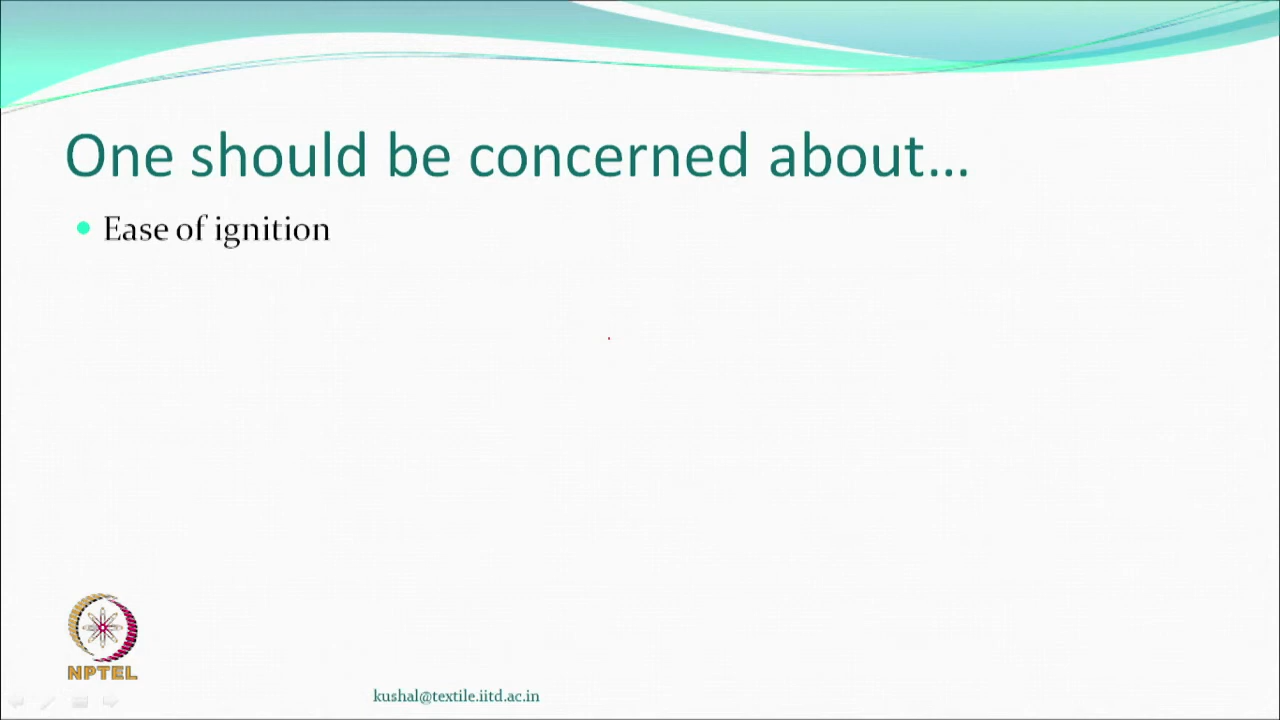 One should be concerned about...
Ease of ignition
NPTEL
kushal@textile.iitd.ac.in